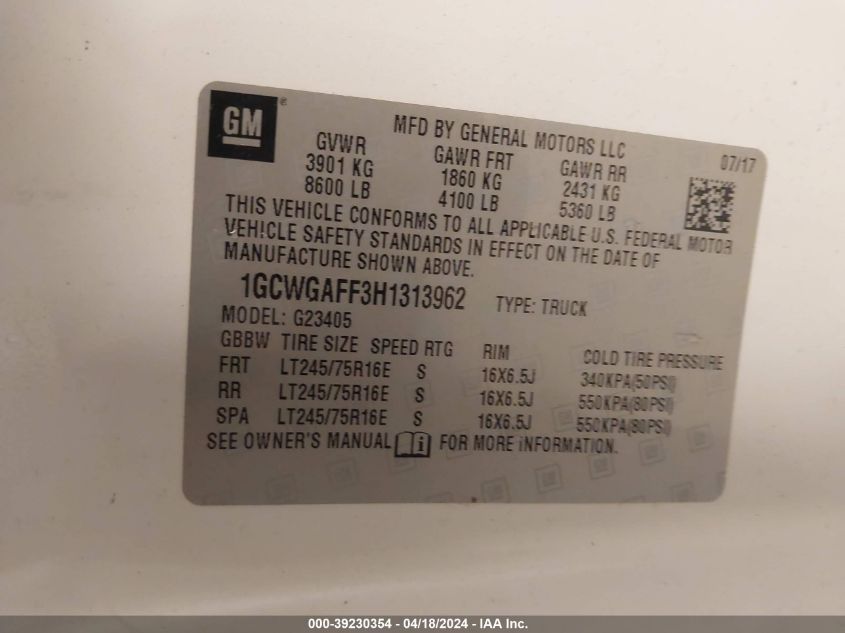 GM ®
MFD BY GENERAL MOTORS LLC 07/17
GVWR GAWR FRT GAWR RR
3901 KG 1860 KG 2431 KG
8600 LB 4100 LB 5360 LB
THIS VEHICLE CONFORMS TO ALL APPLICABLE U.S. FEDERAL MOTOR
VEHICLE SAFETY STANDARDS IN EFFECT ON THE DATE OF
MANUFACTURE SHOWN ABOVE.
1GCWGAFF3H1313962 TYPE: TRUCK
MODEL: G23405
GBBW TIRE SIZE SPEED RTG RIM COLD TIRE PRESSURE
FRT LT245/75R16E S 16X6.5J 340KPA(50PSI)
RR LT245/75R16E S 16X6.5J 550KPA(80PSI)
SPA LT245/75R16E S 16X6.5J 550KPA(80PSI)
SEE OWNER'S MANUAL i FOR MORE INFORMATION.
000-39230354 - 04/18/2024 - IAA Inc.